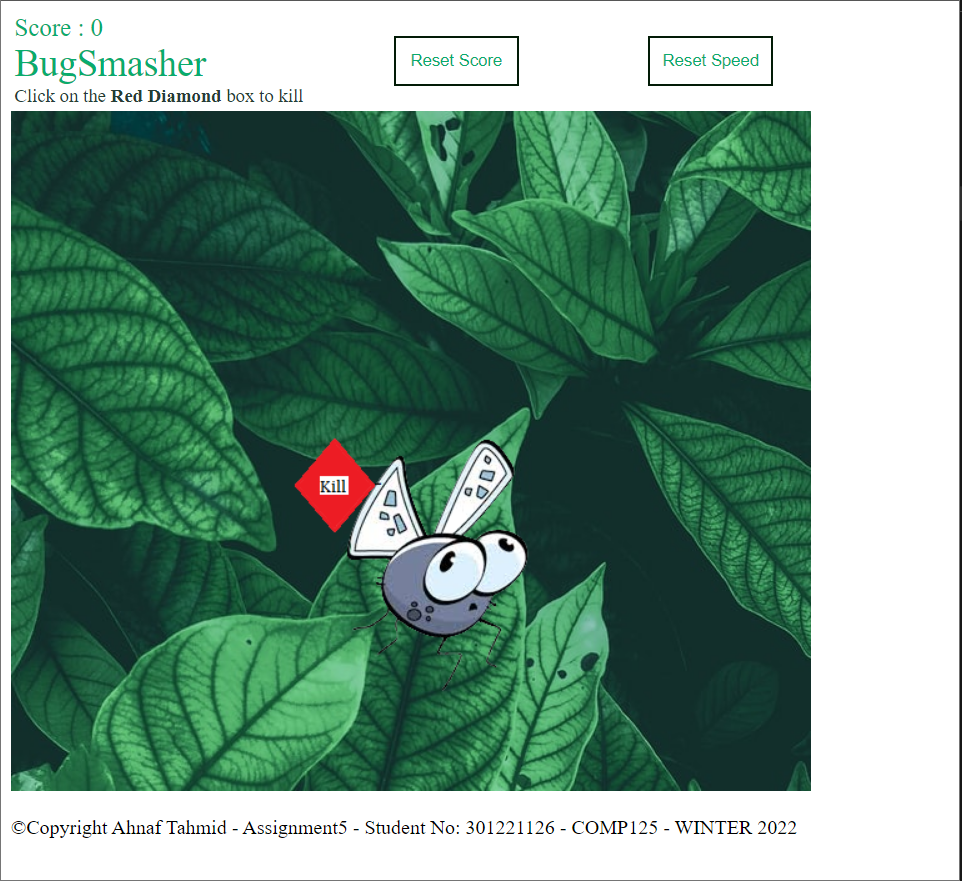 Score : 0
BugSmasher
Click on the Red Diamond box to kill
Reset Score
Reset Speed
Kill
©Copyright Ahnaf Tahmid - Assignment5 - Student No: 301221126 - COMP125 - WINTER 2022